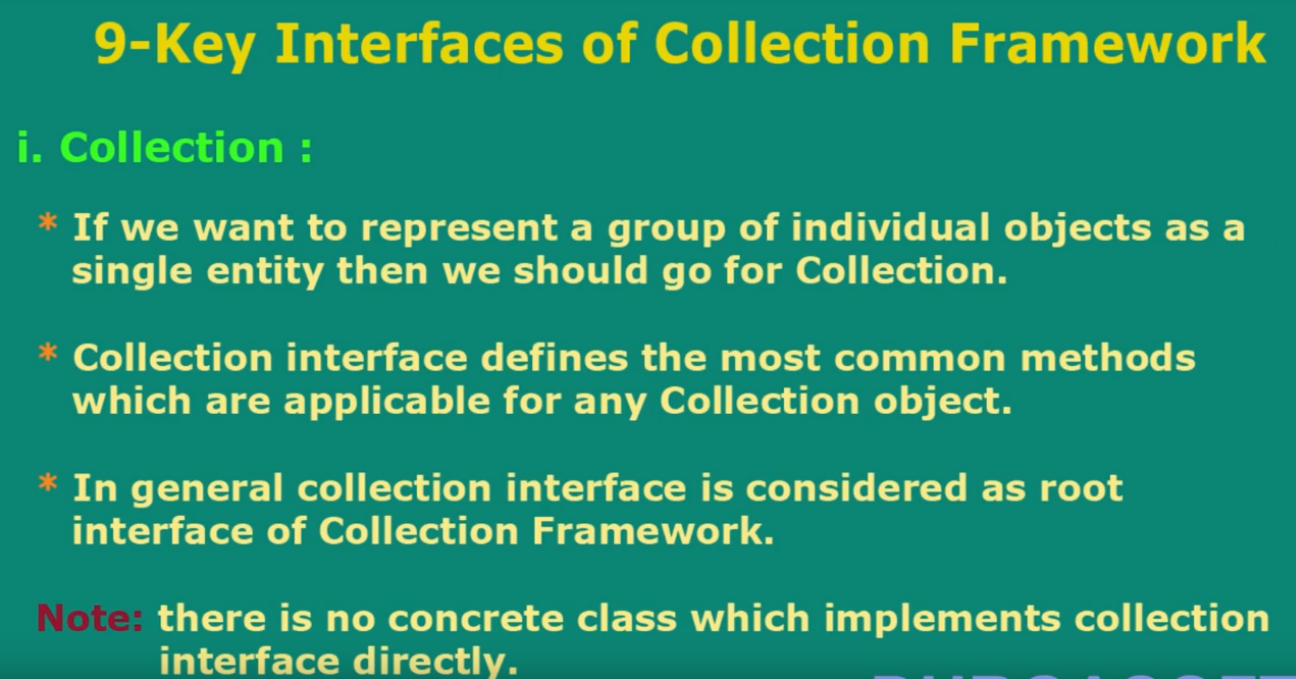 9-Key Interfaces of Collection Framework
i. Collection :
* If we want to represent a group of individual objects as a
single entity then we should go for Collection.
* Collection interface defines the most common methods
which are applicable for any Collection object.
* In general collection interface is considered as root
interface of Collection Framework.
Note: there is no concrete class which implements collection
interface directly.